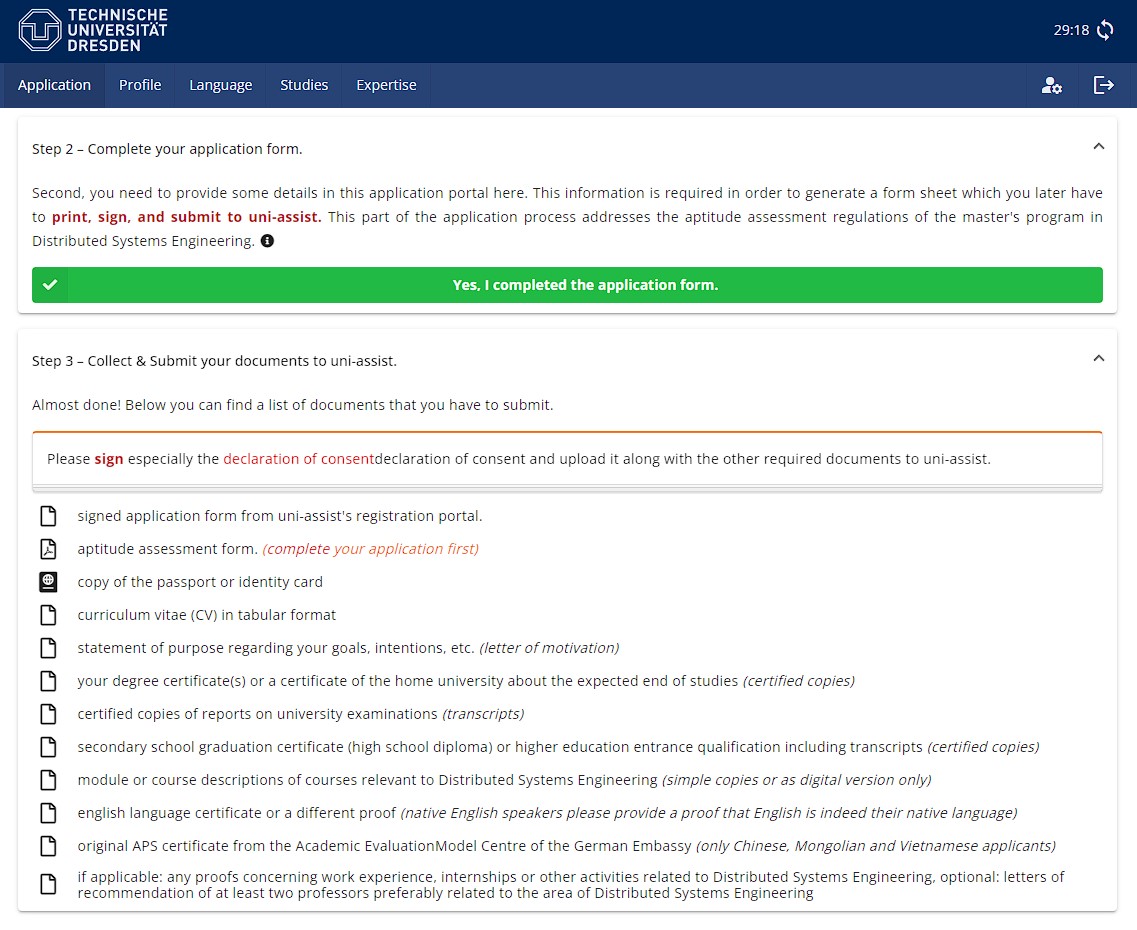 TECHNISCHE
UNIVERSITÄT
DRESDEN
29:18
Application Profile Language Studies Expertise
Step 2 – Complete your application form.
Second, you need to provide some details in this application portal here. This information is required in order to generate a form sheet which you later have
to print, sign, and submit to uni-assist. This part of the application process addresses the aptitude assessment regulations of the master's program in
Distributed Systems Engineering.
Yes, I completed the application form.
Step 3 – Collect & Submit your documents to uni-assist.
Almost done! Below you can find a list of documents that you have to submit.
Please sign especially the declaration of consentdeclaration of consent and upload it along with the other required documents to uni-assist.
signed application form from uni-assist's registration portal.
aptitude assessment form. (complete your application first)
copy of the passport or identity card
curriculum vitae (CV) in tabular format
statement of purpose regarding your goals, intentions, etc. (letter of motivation)
your degree certificate(s) or a certificate of the home university about the expected end of studies (certified copies)
certified copies of reports on university examinations (transcripts)
secondary school graduation certificate (high school diploma) or higher education entrance qualification including transcripts (certified copies)
module or course descriptions of courses relevant to Distributed Systems Engineering (simple copies or as digital version only)
english language certificate or a different proof (native English speakers please provide a proof that English is indeed their native language)
original APS certificate from the Academic EvaluationModel Centre of the German Embassy (only Chinese, Mongolian and Vietnamese applicants)
if applicable: any proofs concerning work experience, internships or other activities related to Distributed Systems Engineering, optional: letters of
recommendation of at least two professors preferably related to the area of Distributed Systems Engineering